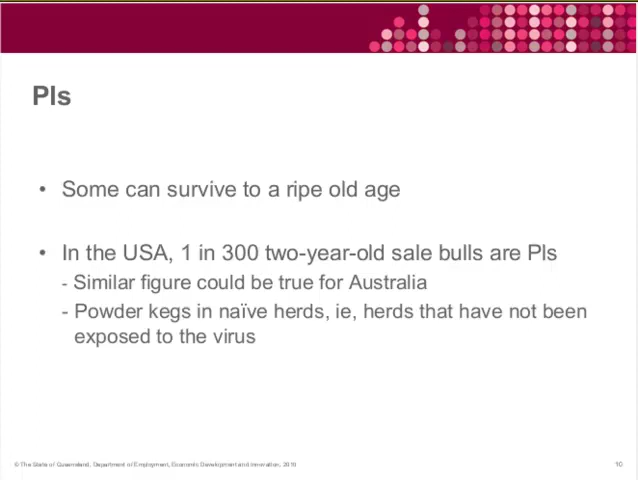 PIs
• Some can survive to a ripe old age
• In the USA, 1 in 300 two-year-old sale bulls are PIs
- Similar figure could be true for Australia
- Powder kegs in naïve herds, ie, herds that have not been
exposed to the virus
© The State of Queensland, Department of Employment, Economic Development and Innovation, 2010
10